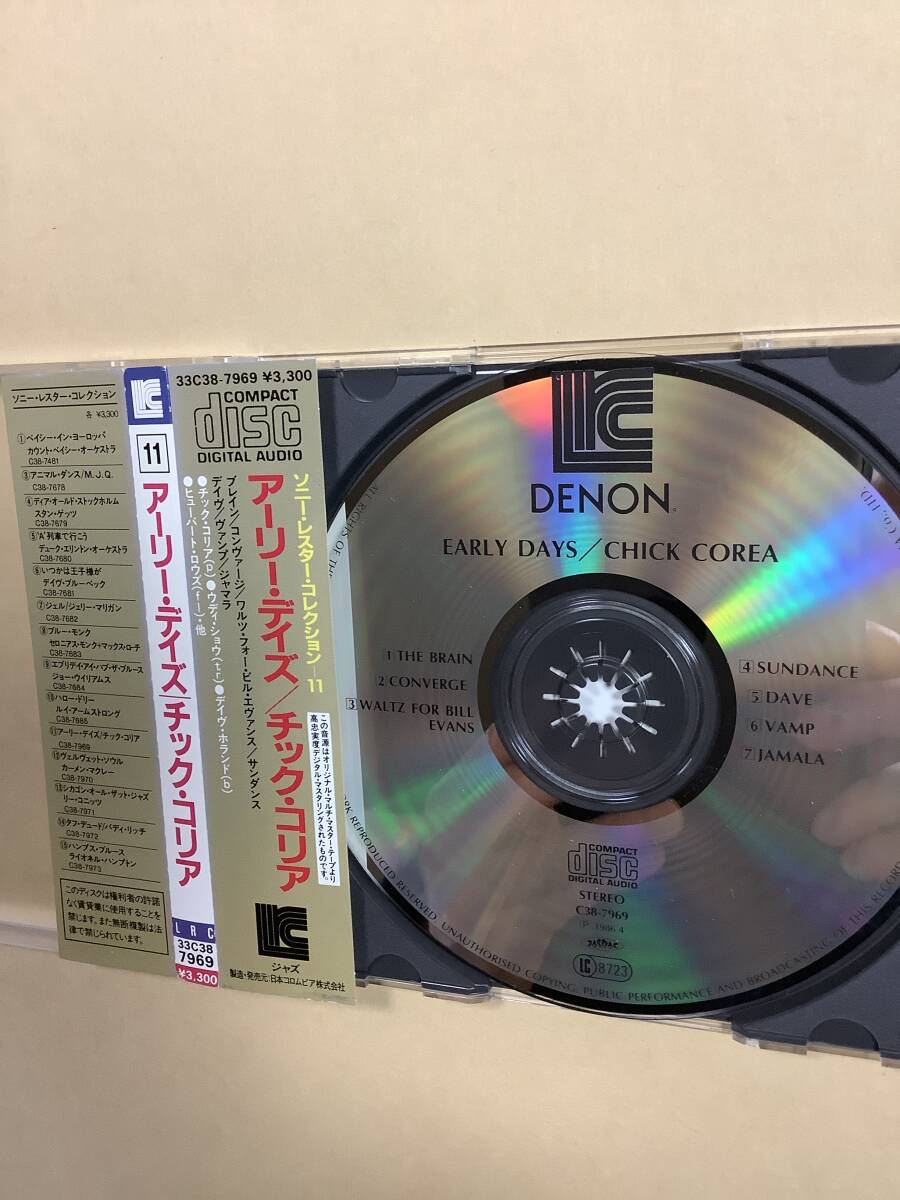 ソニー・レスター・コレクション
各 ¥3,300
①ベイシー・イン・ヨーロッパ
カウント・ベイシー・オーケストラ
C38-7481
③アニマル・ダンス/M.J.Q.
C38-7678
④ディア・オールド・ストックホルム
スタン・ゲッツ
C38-7679
⑤'A'列車で行こう
デューク・エリントン・オーケストラ
C38-7680
⑥いつかは王子様が
デイヴ・ブルーベック
C38-7681
⑦ジェル/ジェリー・マリガン
C38-7682
⑧ブルー・モンク
セロニアス・モンク+マックス・ローチ
C38-7683
⑨エブリデイ・アイ・ハブ・ザ・ブルース
ジョー・ウイリアムス
C38-7684
⑩ハロー・ドリー
ルイ・アームストロング
C38-7685
⑪アーリー・デイズ/チック・コリア
C38-7969
⑫ヴェルヴェット・ソウル
カーメン・マクレー
C38-7970
⑬シカゴン・オール・ザット・ジャズ
リー・コニッツ
C38-7971
⑭タフ・デュード/バディ・リッチ
C38-7972
⑮ハンプス・ブルース
ライオネル・ハンプトン
C38-7973
このディスクは権利者の許諾
なく賃貸業に使用することを
禁じます。また無断複製は法
律で禁じられています。
11
アーリー・デイズ/チック・コリア
LRC
33C38
7969
¥3,300
33C38-7969 ¥3,300
COMPACT
disc
DIGITAL AUDIO
ソニー・レスター・コレクション―11
アーリー・デイズ/チック・コリア
ブレイン/コンヴァージ/ワルツ・フォー・ビル・エヴァンス/サンダンス
デイヴ/ヴァンプ/ジャマラ
●チック・コリア(p)●ウディ・ショウ(tr)●デイヴ・ホランド(b)
●ヒューバート・ロウズ(fl)・他
この音源はオリジナル・マルチ・マスター・テープより
高忠実度デジタル・マスタリングされたものです。
ジャズ
製造・発売元:日本コロムビア株式会社
DENON
EARLY DAYS/CHICK COREA
1 THE BRAIN
2 CONVERGE
3 WALTZ FOR BILL
EVANS
4 SUNDANCE
5 DAVE
6 VAMP
7 JAMALA
COMPACT
disc
DIGITAL AUDIO
STEREO
C38-7969
℗ 1986.4
JASRAC
LC 8723
ALL RIGHTS OF THE
RK REPRODUCED RESERVED. UNAUTHORISED COPYING, PUBLIC PERFORMANCE AND BROADCASTING OF THIS RECORD
CO., LTD.